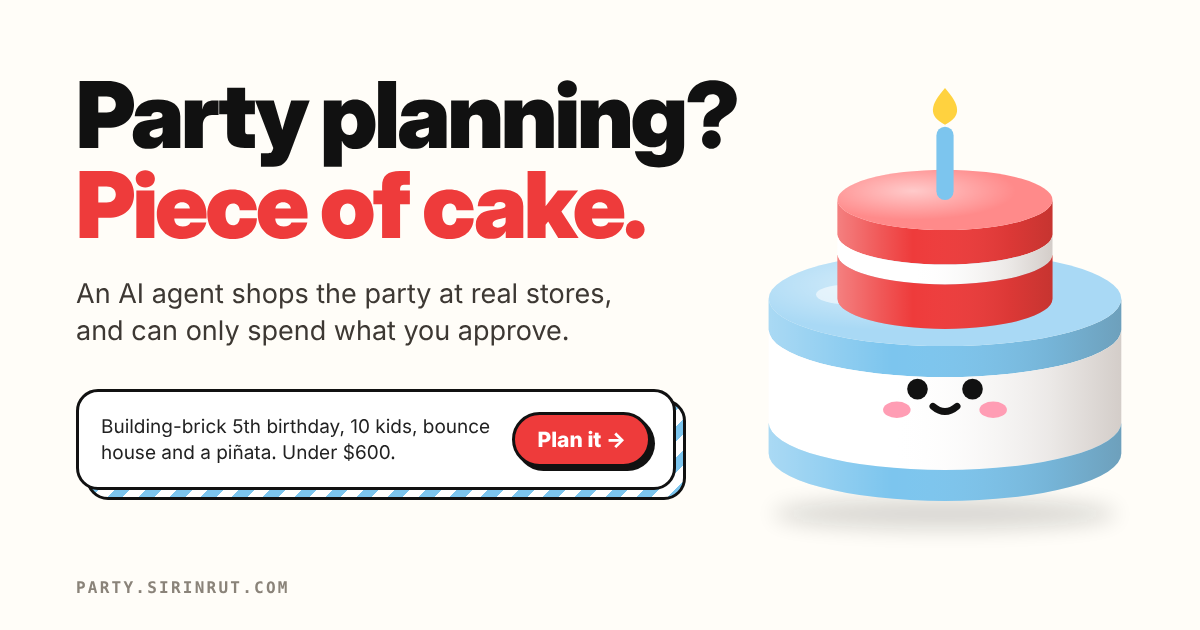 Party planning?
Piece of cake.
An AI agent shops the party at real stores,
and can only spend what you approve.
Building-brick 5th birthday, 10 kids, bounce
house and a piñata. Under $600.
Plan it →
PARTY.SIRINRUT.COM